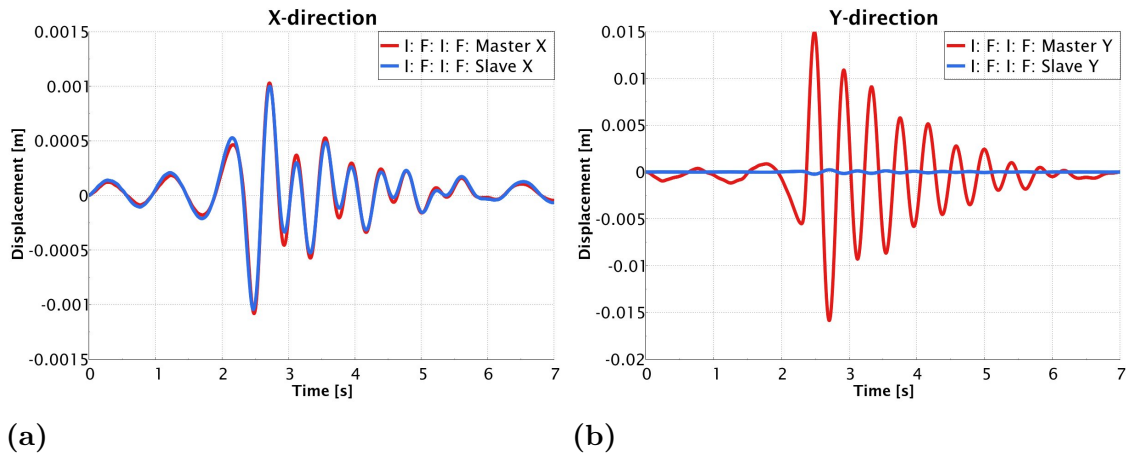 X-direction
0.0015
0.001
0.0005
0
-0.0005
-0.001
-0.0015
Displacement [m]
I: F: I: F: Master X
I: F: I: F: Slave X
0 1 2 3 4 5 6 7
Time [s]
(a)
Y-direction
0.015
0.01
0.005
0
-0.005
-0.01
-0.015
-0.02
Displacement [m]
I: F: I: F: Master Y
I: F: I: F: Slave Y
0 1 2 3 4 5 6 7
Time [s]
(b)